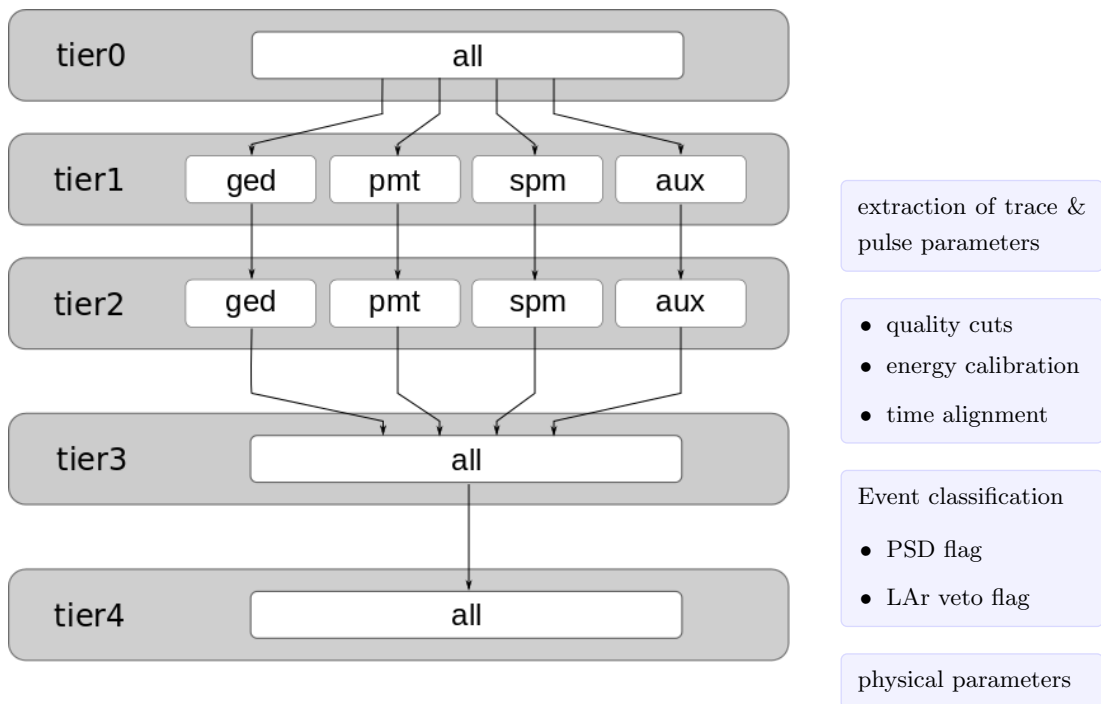 tier0
all
tier1
ged
pmt
spm
aux
tier2
ged
pmt
spm
aux
tier3
all
tier4
all
extraction of trace &
pulse parameters
• quality cuts
• energy calibration
• time alignment
Event classification
• PSD flag
• LAr veto flag
physical parameters